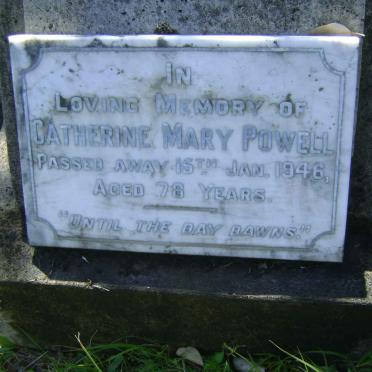 IN
LOVING MEMORY OF
CATHERINE MARY POWELL
PASSED AWAY 15TH JAN. 1946,
AGED 78 YEARS.
"UNTIL THE DAY DAWNS"